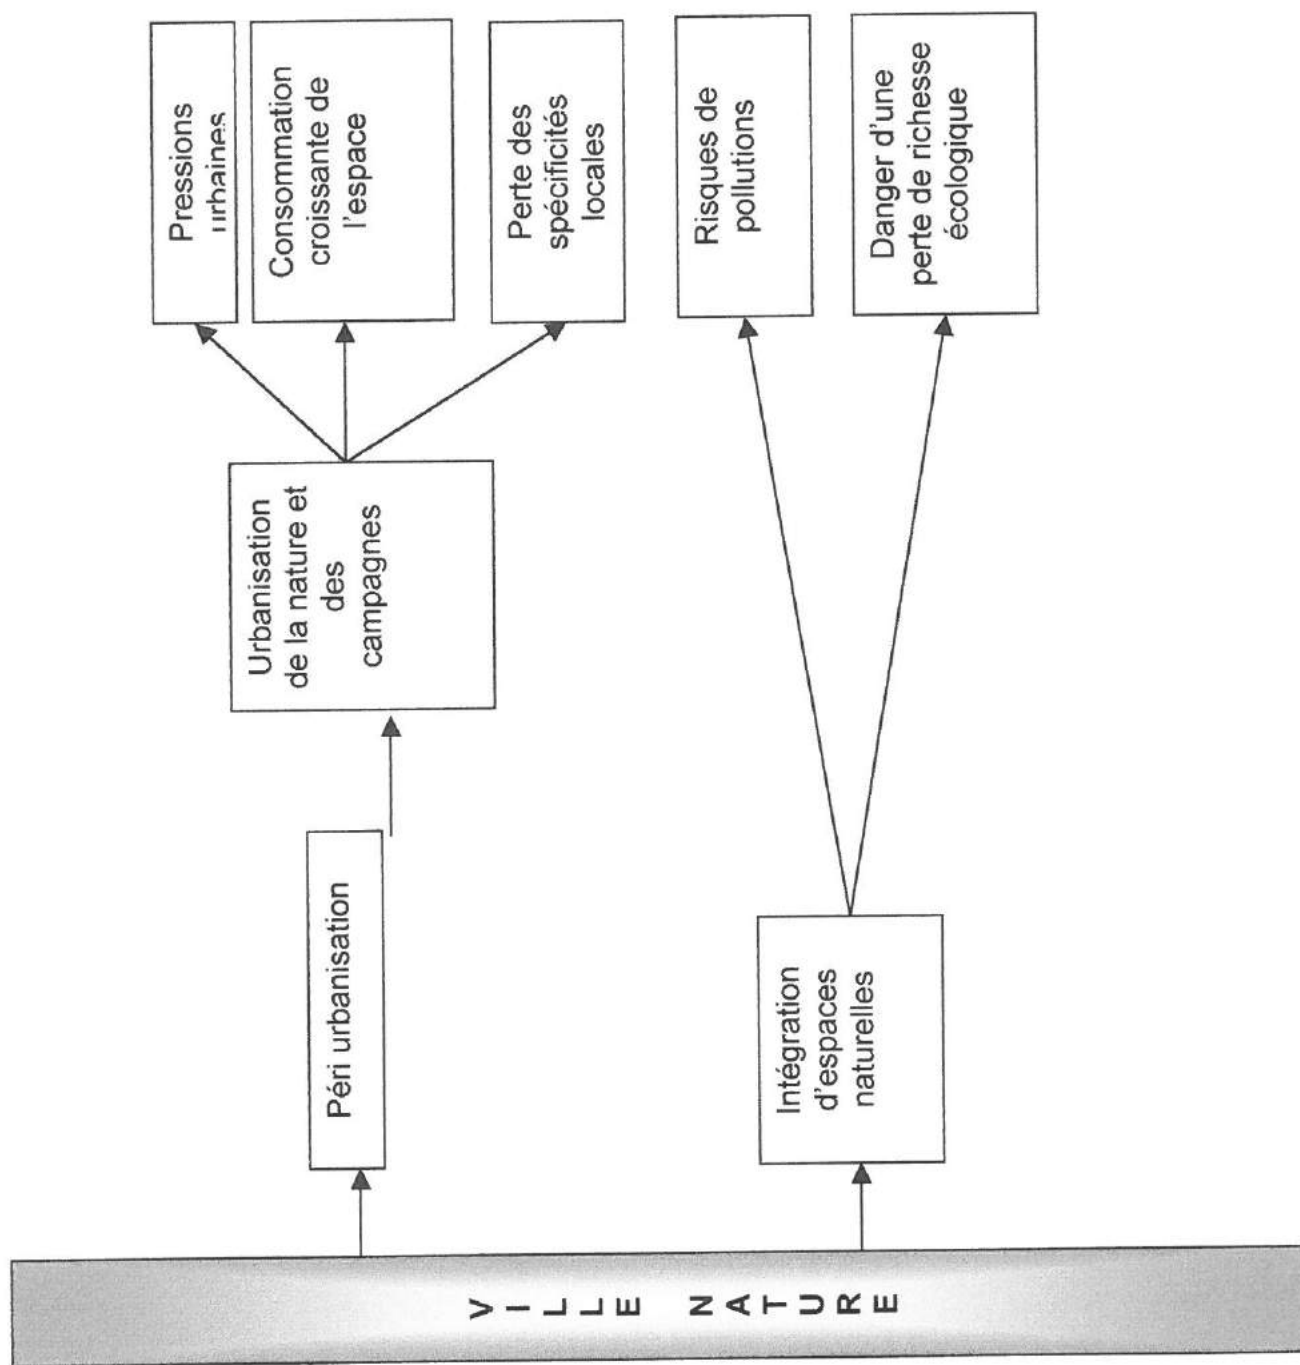 VILLE NATURE
Péri urbanisation
Urbanisation
de la nature et
des
campagnes
Pressions
urbaines
Consommation
croissante de
l'espace
Perte des
spécificités
locales
Intégration
d'espaces
naturelles
Risques de
pollutions
Danger d'une
perte de richesse
écologique